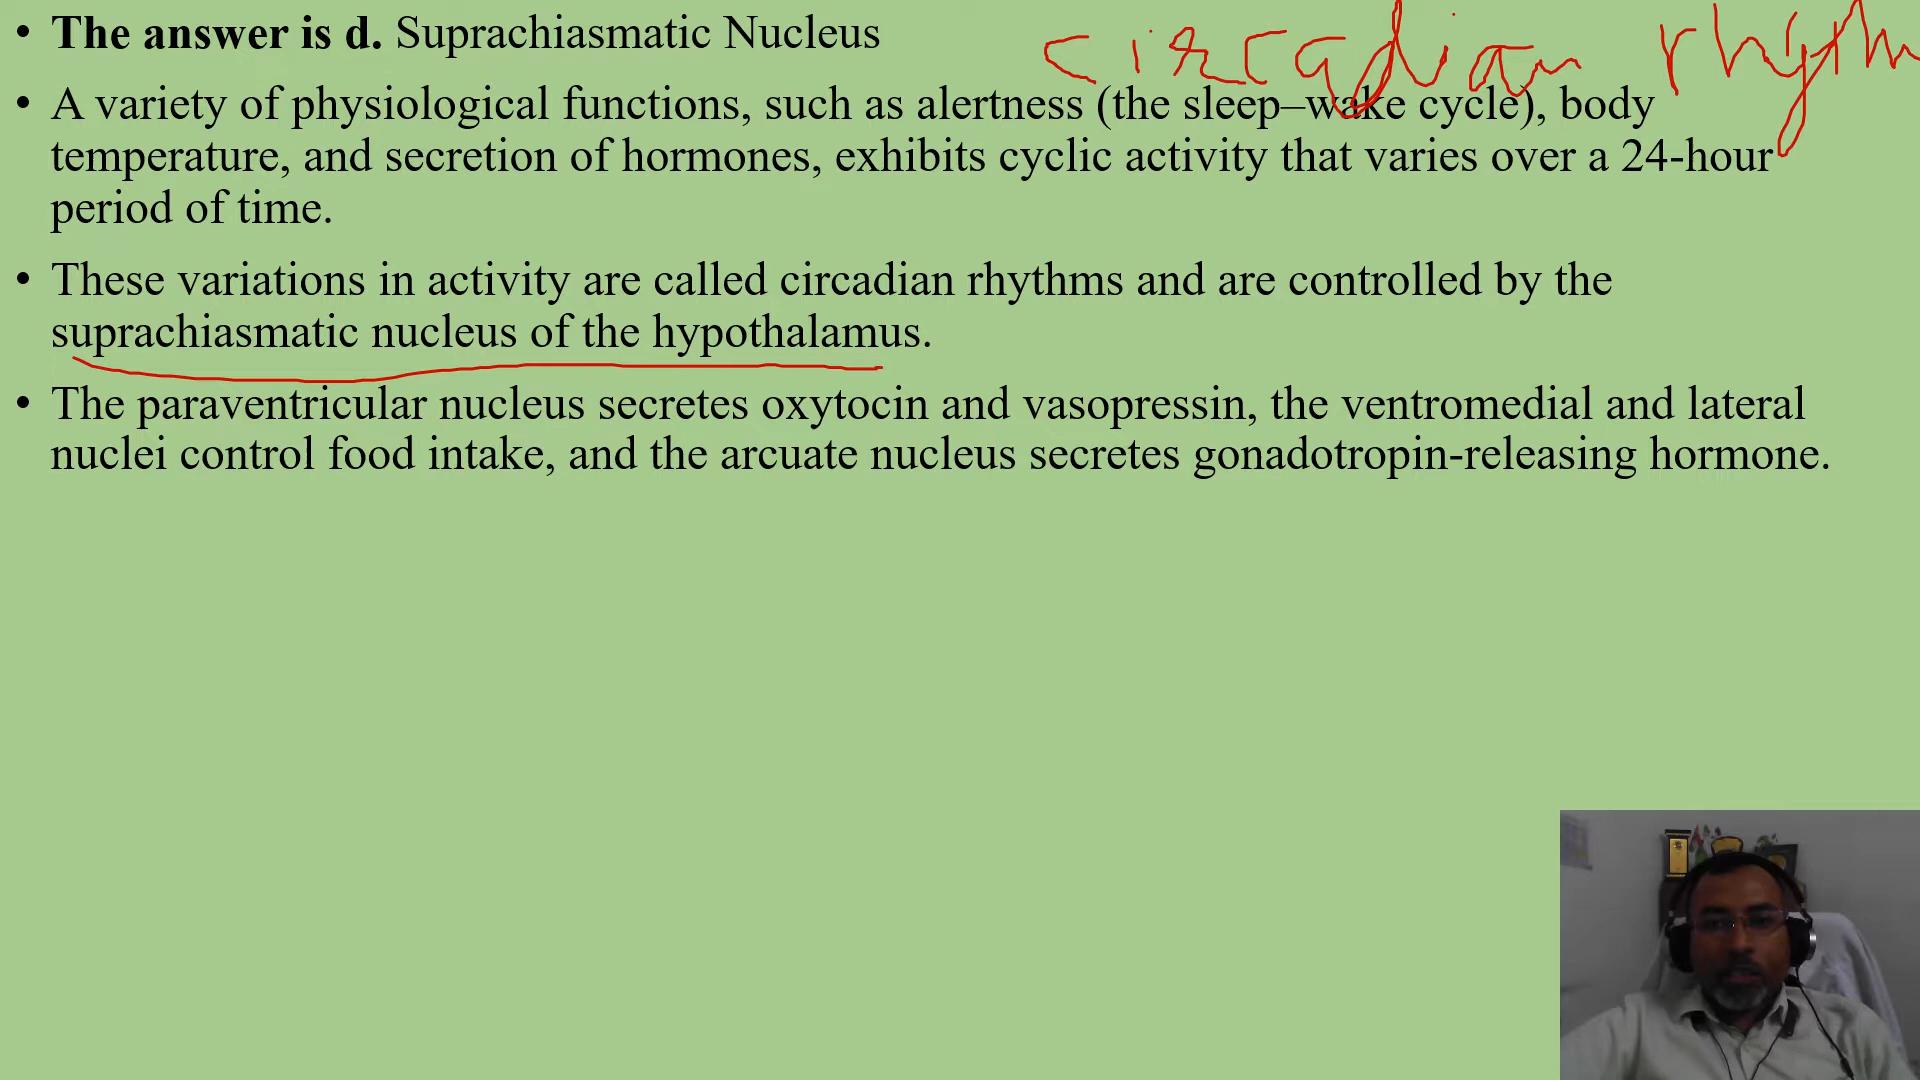 • The answer is d. Suprachiasmatic Nucleus
circadian rhythm
• A variety of physiological functions, such as alertness (the sleep–wake cycle), body
temperature, and secretion of hormones, exhibits cyclic activity that varies over a 24-hour
period of time.
• These variations in activity are called circadian rhythms and are controlled by the
suprachiasmatic nucleus of the hypothalamus.
• The paraventricular nucleus secretes oxytocin and vasopressin, the ventromedial and lateral
nuclei control food intake, and the arcuate nucleus secretes gonadotropin-releasing hormone.